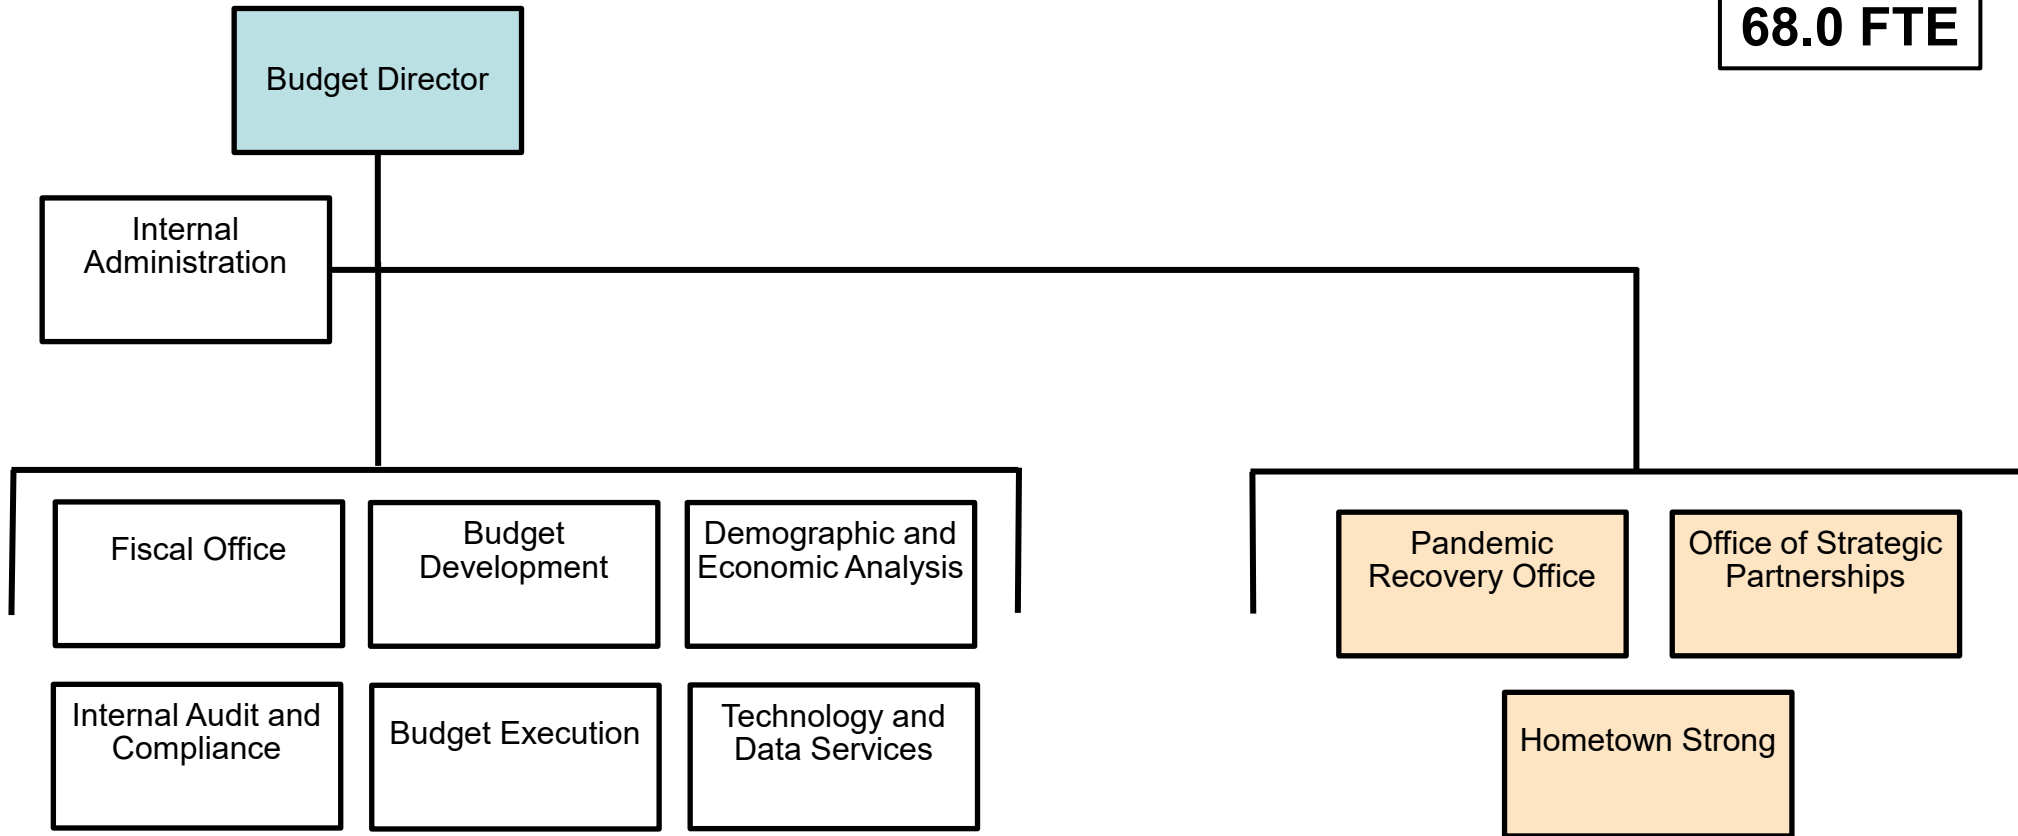 68.0 FTE
Budget Director
Internal
Administration
Fiscal Office
Budget
Development
Demographic and
Economic Analysis
Pandemic
Recovery Office
Office of Strategic
Partnerships
Internal Audit and
Compliance
Budget Execution
Technology and
Data Services
Hometown Strong